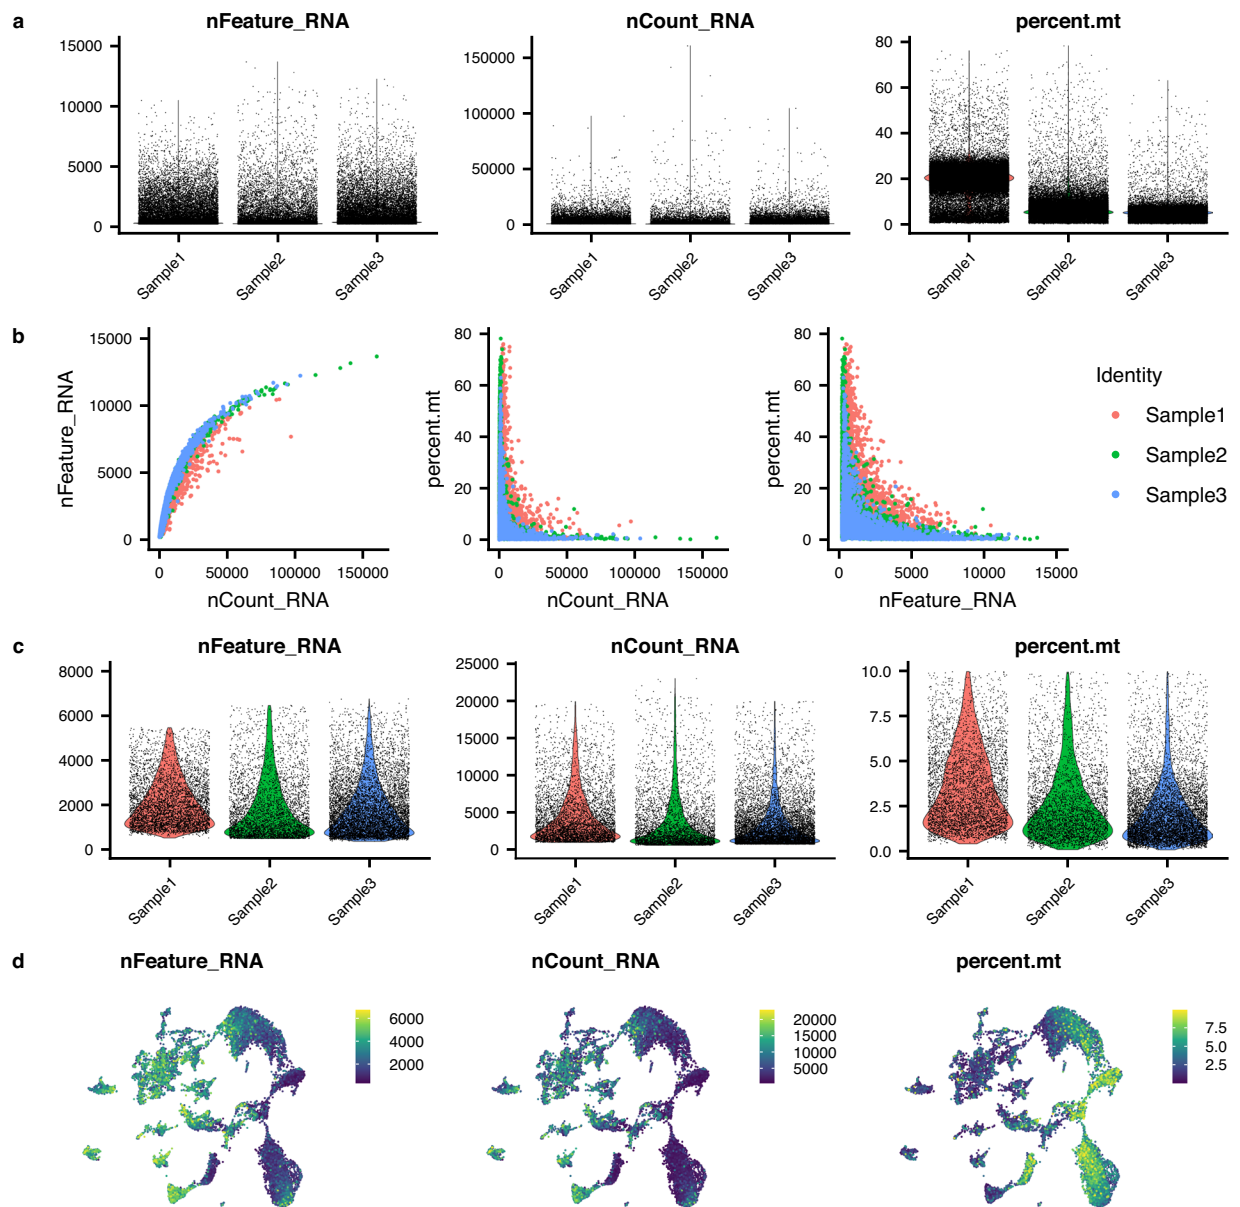 a
nFeature_RNA
nCount_RNA
percent.mt
15000
10000
5000
0
Sample1
Sample2
Sample3
150000
100000
50000
0
Sample1
Sample2
Sample3
80
60
40
20
0
Sample1
Sample2
Sample3
b
nFeature_RNA
15000
10000
5000
0
0 50000 100000 150000
nCount_RNA
percent.mt
80
60
40
20
0
0 50000 100000 150000
nCount_RNA
percent.mt
80
60
40
20
0
0 5000 10000 15000
nFeature_RNA
Identity
Sample1
Sample2
Sample3
c
nFeature_RNA
nCount_RNA
percent.mt
8000
6000
4000
2000
0
Sample1
Sample2
Sample3
25000
20000
15000
10000
5000
0
Sample1
Sample2
Sample3
10.0
7.5
5.0
2.5
0.0
Sample1
Sample2
Sample3
d
nFeature_RNA
nCount_RNA
percent.mt
6000
4000
2000
20000
15000
10000
5000
7.5
5.0
2.5